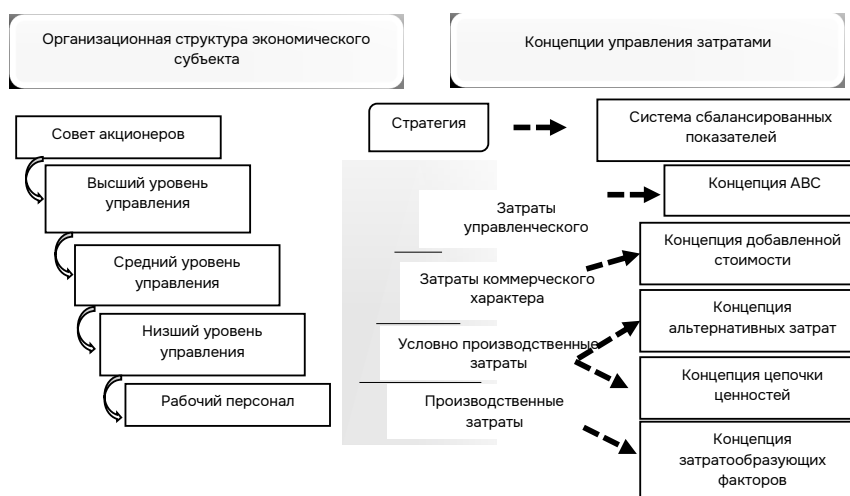 Организационная структура экономического
субъекта
Концепции управления затратами
Совет акционеров
Высший уровень
управления
Средний уровень
управления
Низший уровень
управления
Рабочий персонал
Стратегия
Затраты
управленческого
Затраты коммерческого
характера
Условно производственные
затраты
Производственные
затраты
Система сбалансированных
показателей
Концепция АВС
Концепция добавленной
стоимости
Концепция
альтернативных затрат
Концепция цепочки
ценностей
Концепция
затратообразующих
факторов